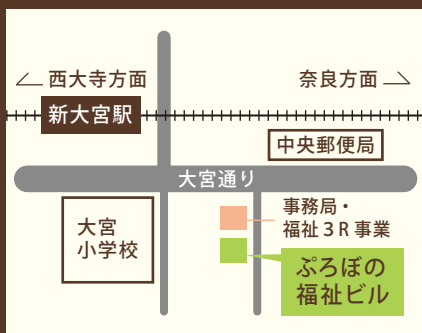 西大寺方面
奈良方面
新大宮駅
中央郵便局
大宮通り
大宮
小学校
事務局・
福祉3R事業
ぷろぼの
福祉ビル